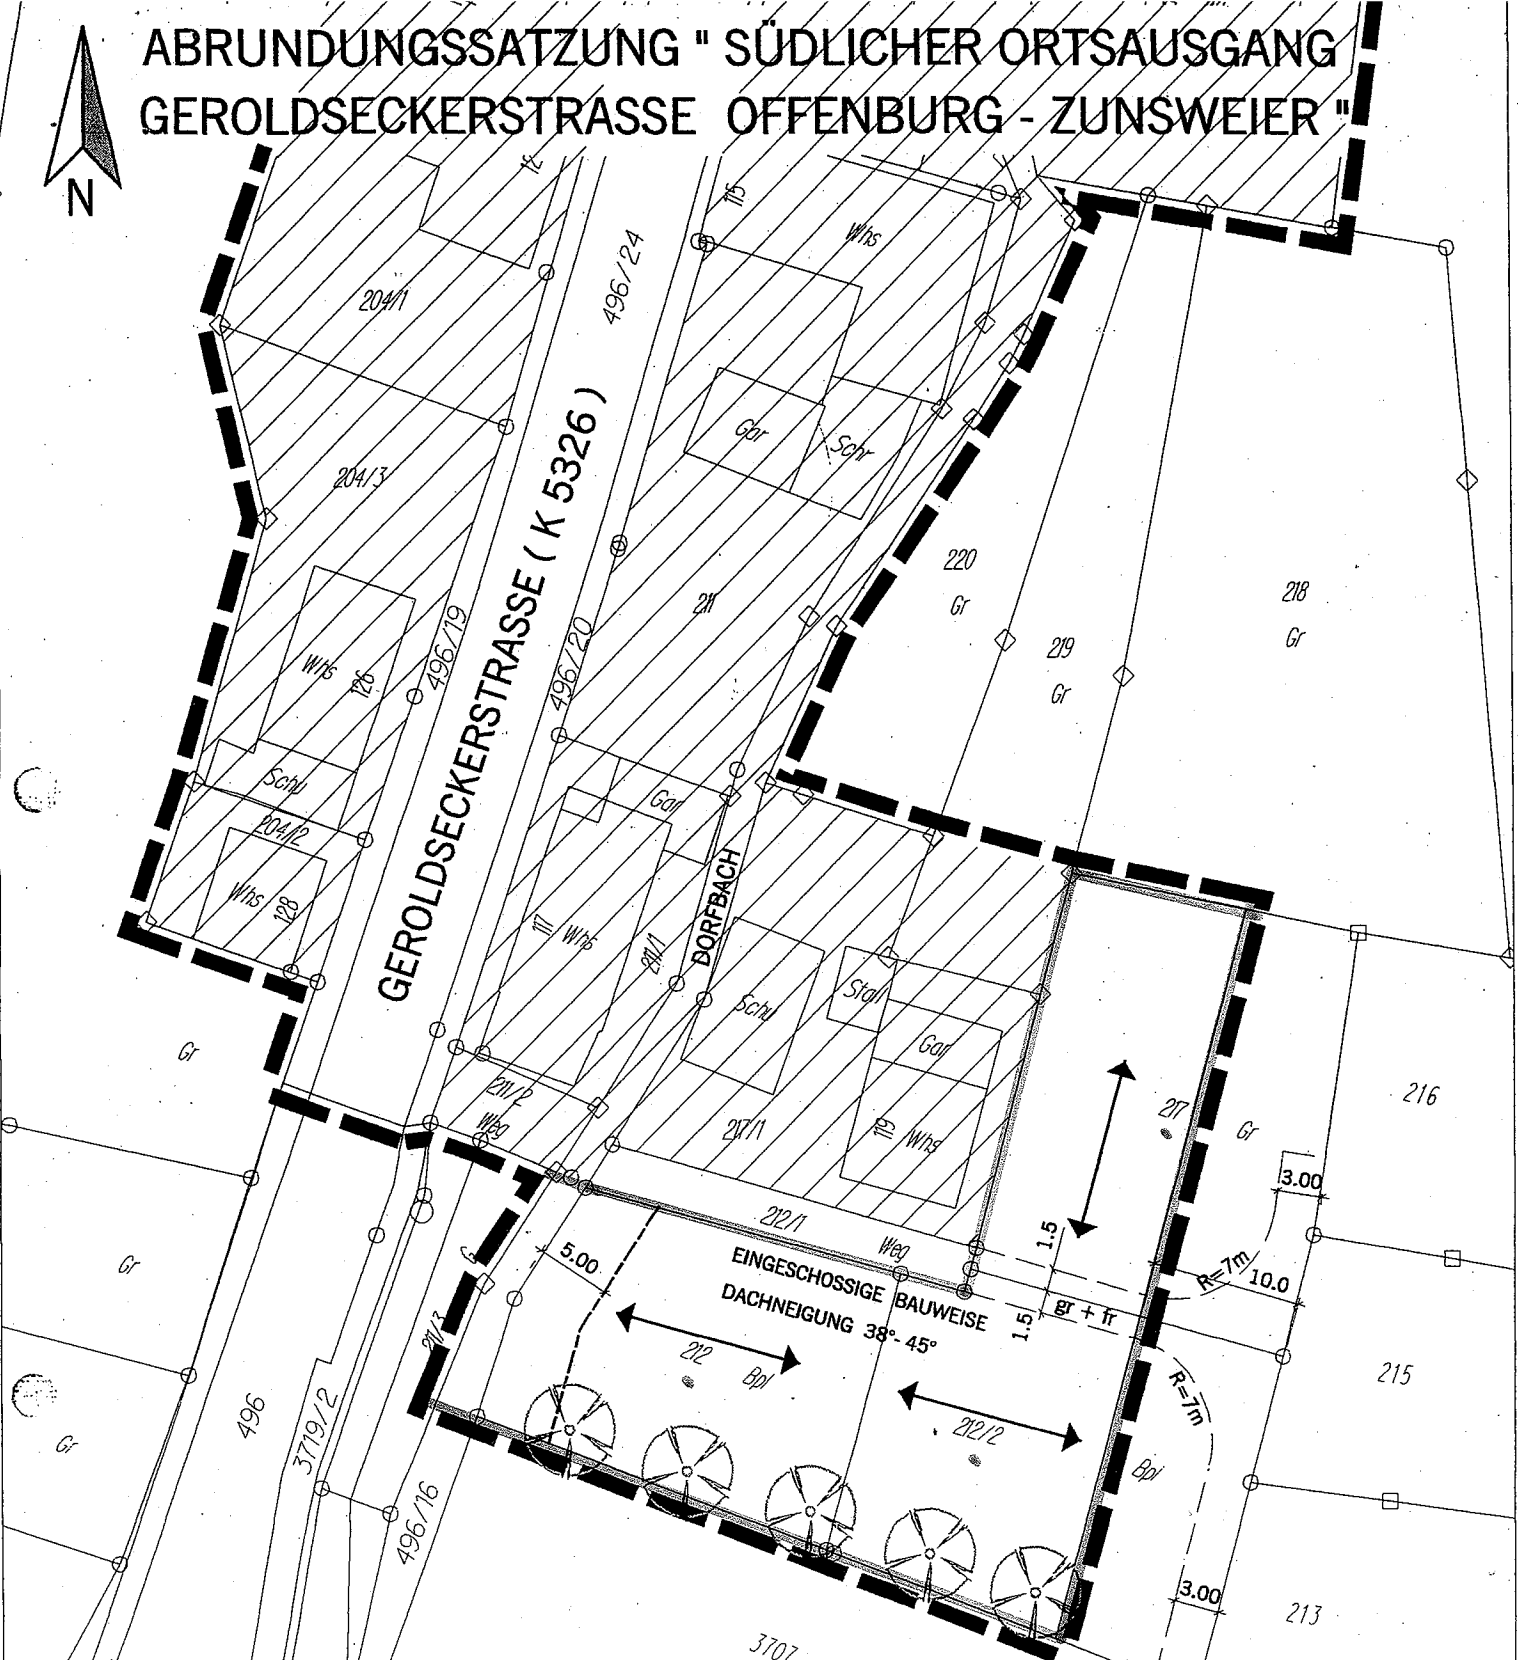 ABRUNDUNGSSATZUNG " SÜDLICHER ORTSAUSGANG
GEROLDSECKERSTRASSE OFFENBURG - ZUNSWEIER "
N
115
Whs
496/24
204/1
Gar
Schr
204/3
GEROLDSECKERSTRASSE ( K 5326 )
220
Gr
218
Gr
211
219
Gr
496/19
496/20
Whs
126
Schu
Gar
204/2
Whs
128
DORFBACH
117
Whs
211/1
Schu
Stall
Gar
Gr
216
211/2
Weg
217/1
119
Whs
217
Gr
3.00
212/1
Weg
1.5
5.00
EINGESCHOSSIGE BAUWEISE
DACHNEIGUNG 38°- 45°
R=7m
10.0
gr + fr
1.5
Gr
211/3
212
Bpl
R=7m
215
496
3719/2
212/2
Gr
Bpl
496/16
3.00
213
3707